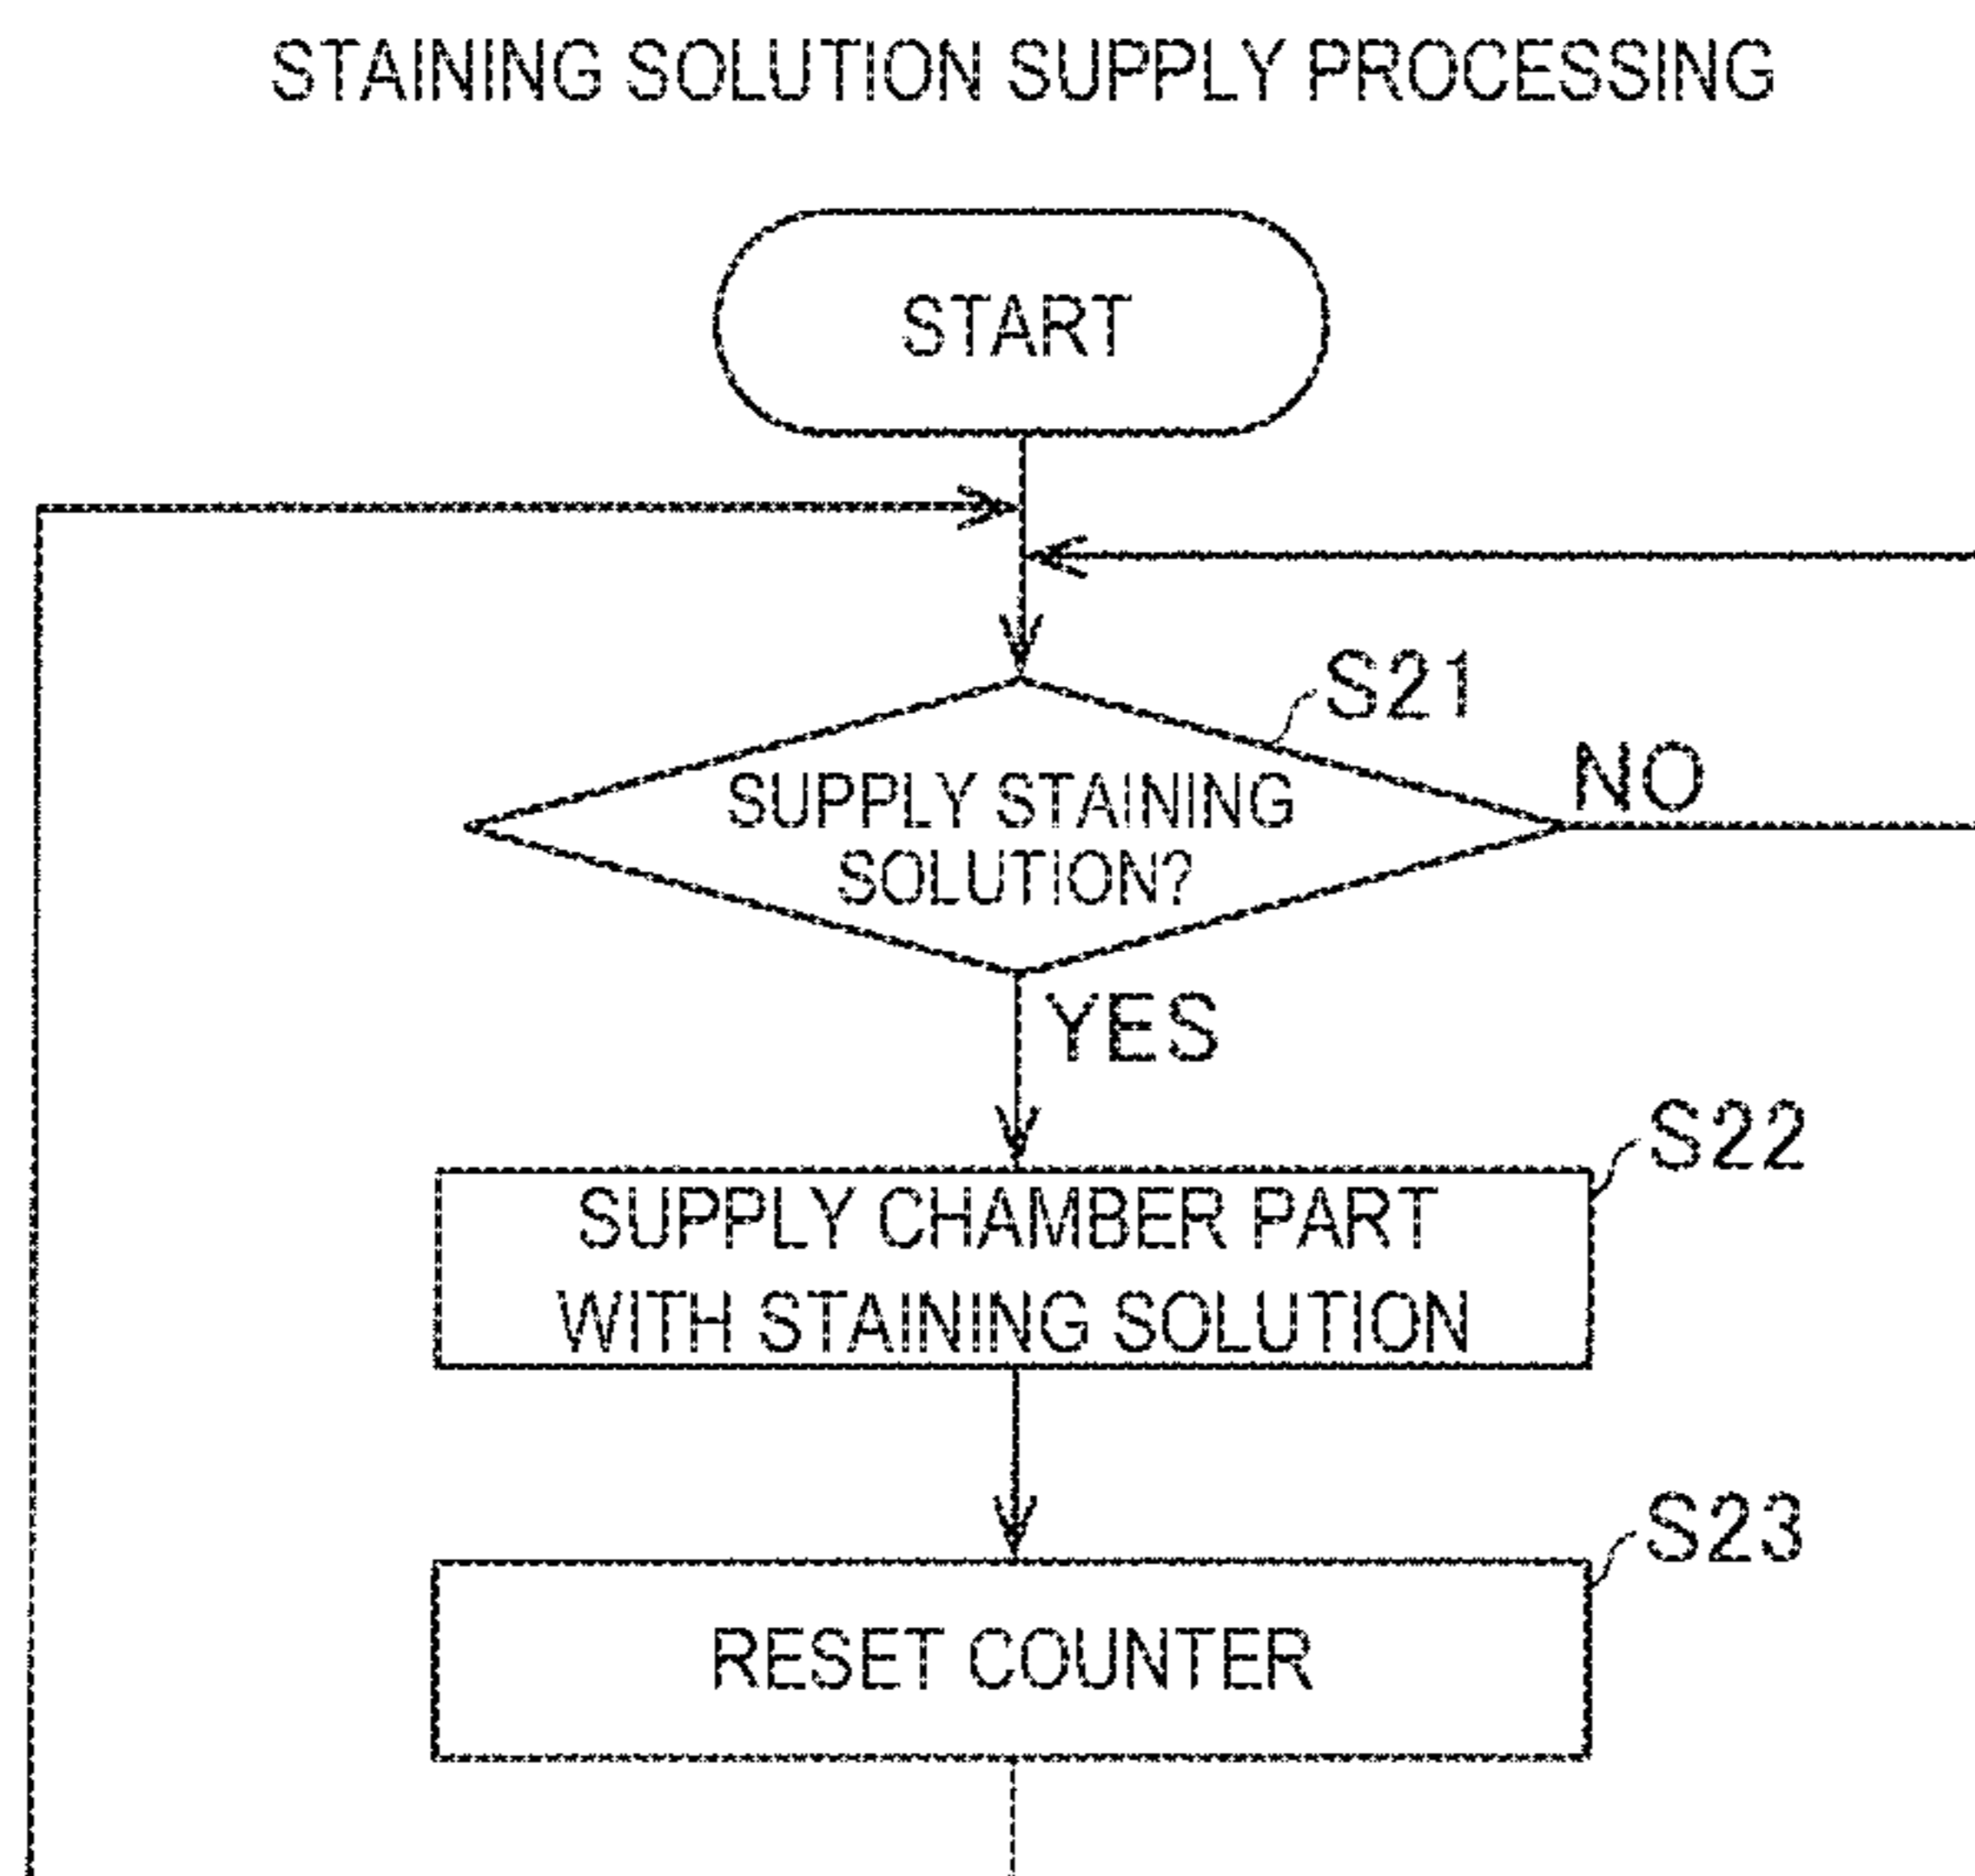 STAINING SOLUTION SUPPLY PROCESSING
START
S21
SUPPLY STAINING
SOLUTION?
NO
YES
S22
SUPPLY CHAMBER PART
WITH STAINING SOLUTION
S23
RESET COUNTER